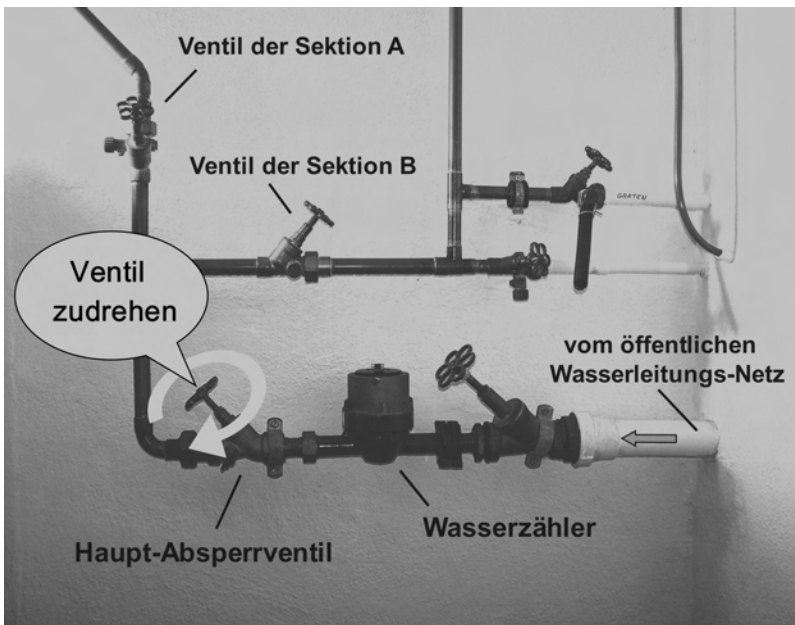 Ventil der Sektion A
Ventil der Sektion B
GARTEN
Ventil
zudrehen
vom öffentlichen
Wasserleitungs-Netz
Wasserzähler
Haupt-Absperrventil